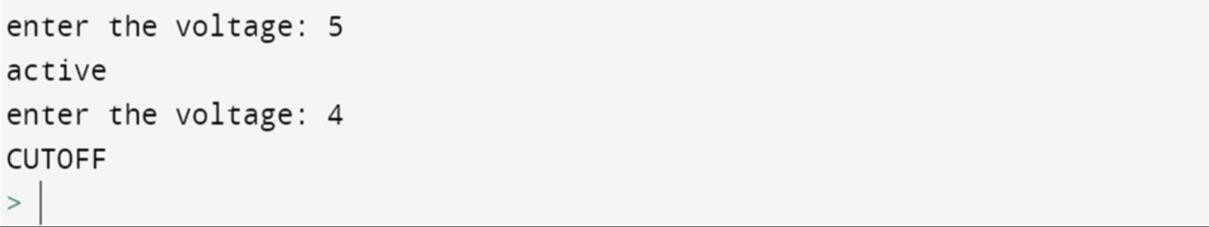 enter the voltage: 5
active
enter the voltage: 4
CUTOFF
>